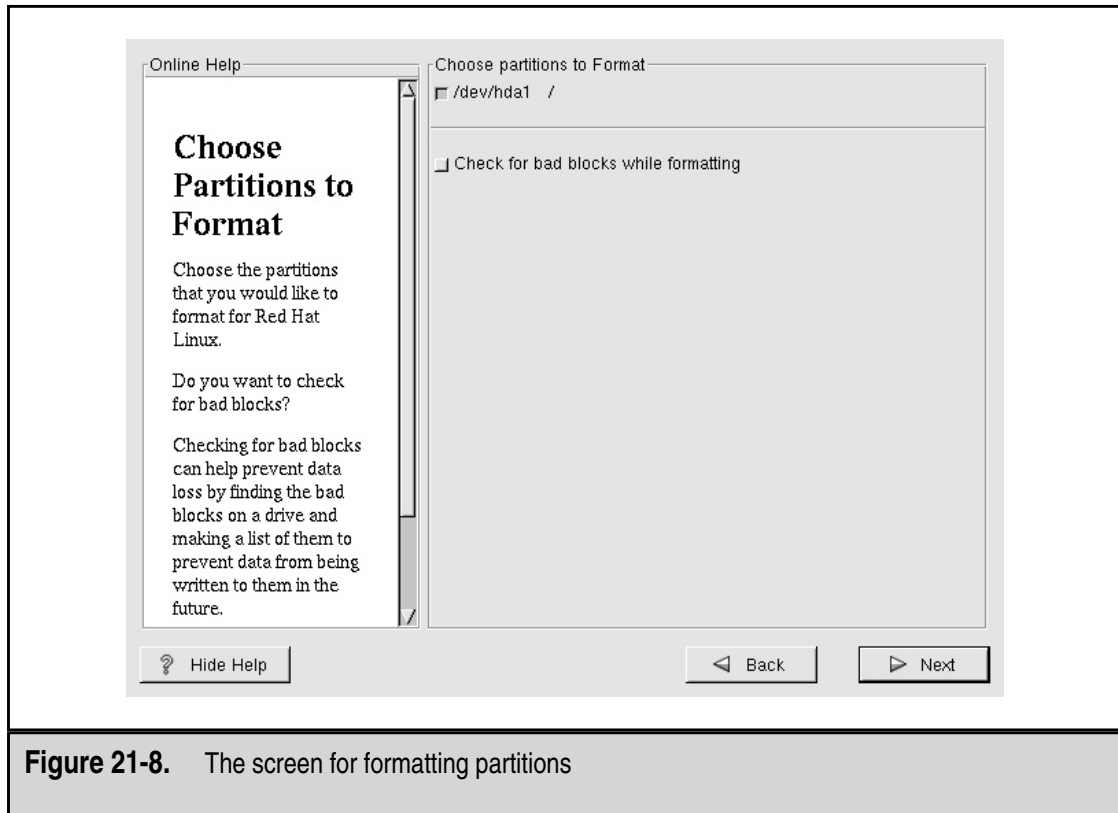 Online Help
Choose
Partitions to
Format
Choose the partitions
that you would like to
format for Red Hat
Linux.
Do you want to check
for bad blocks?
Checking for bad blocks
can help prevent data
loss by finding the bad
blocks on a drive and
making a list of them to
prevent data from being
written to them in the
future.
Choose partitions to Format
/dev/hda1 /
Check for bad blocks while formatting
? Hide Help
Back
Next
Figure 21-8. The screen for formatting partitions